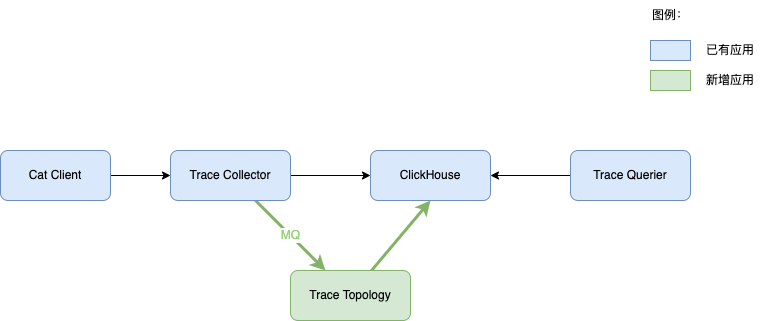 图例：
已有应用
新增应用
Cat Client
Trace Collector
ClickHouse
Trace Querier
MQ
Trace Topology